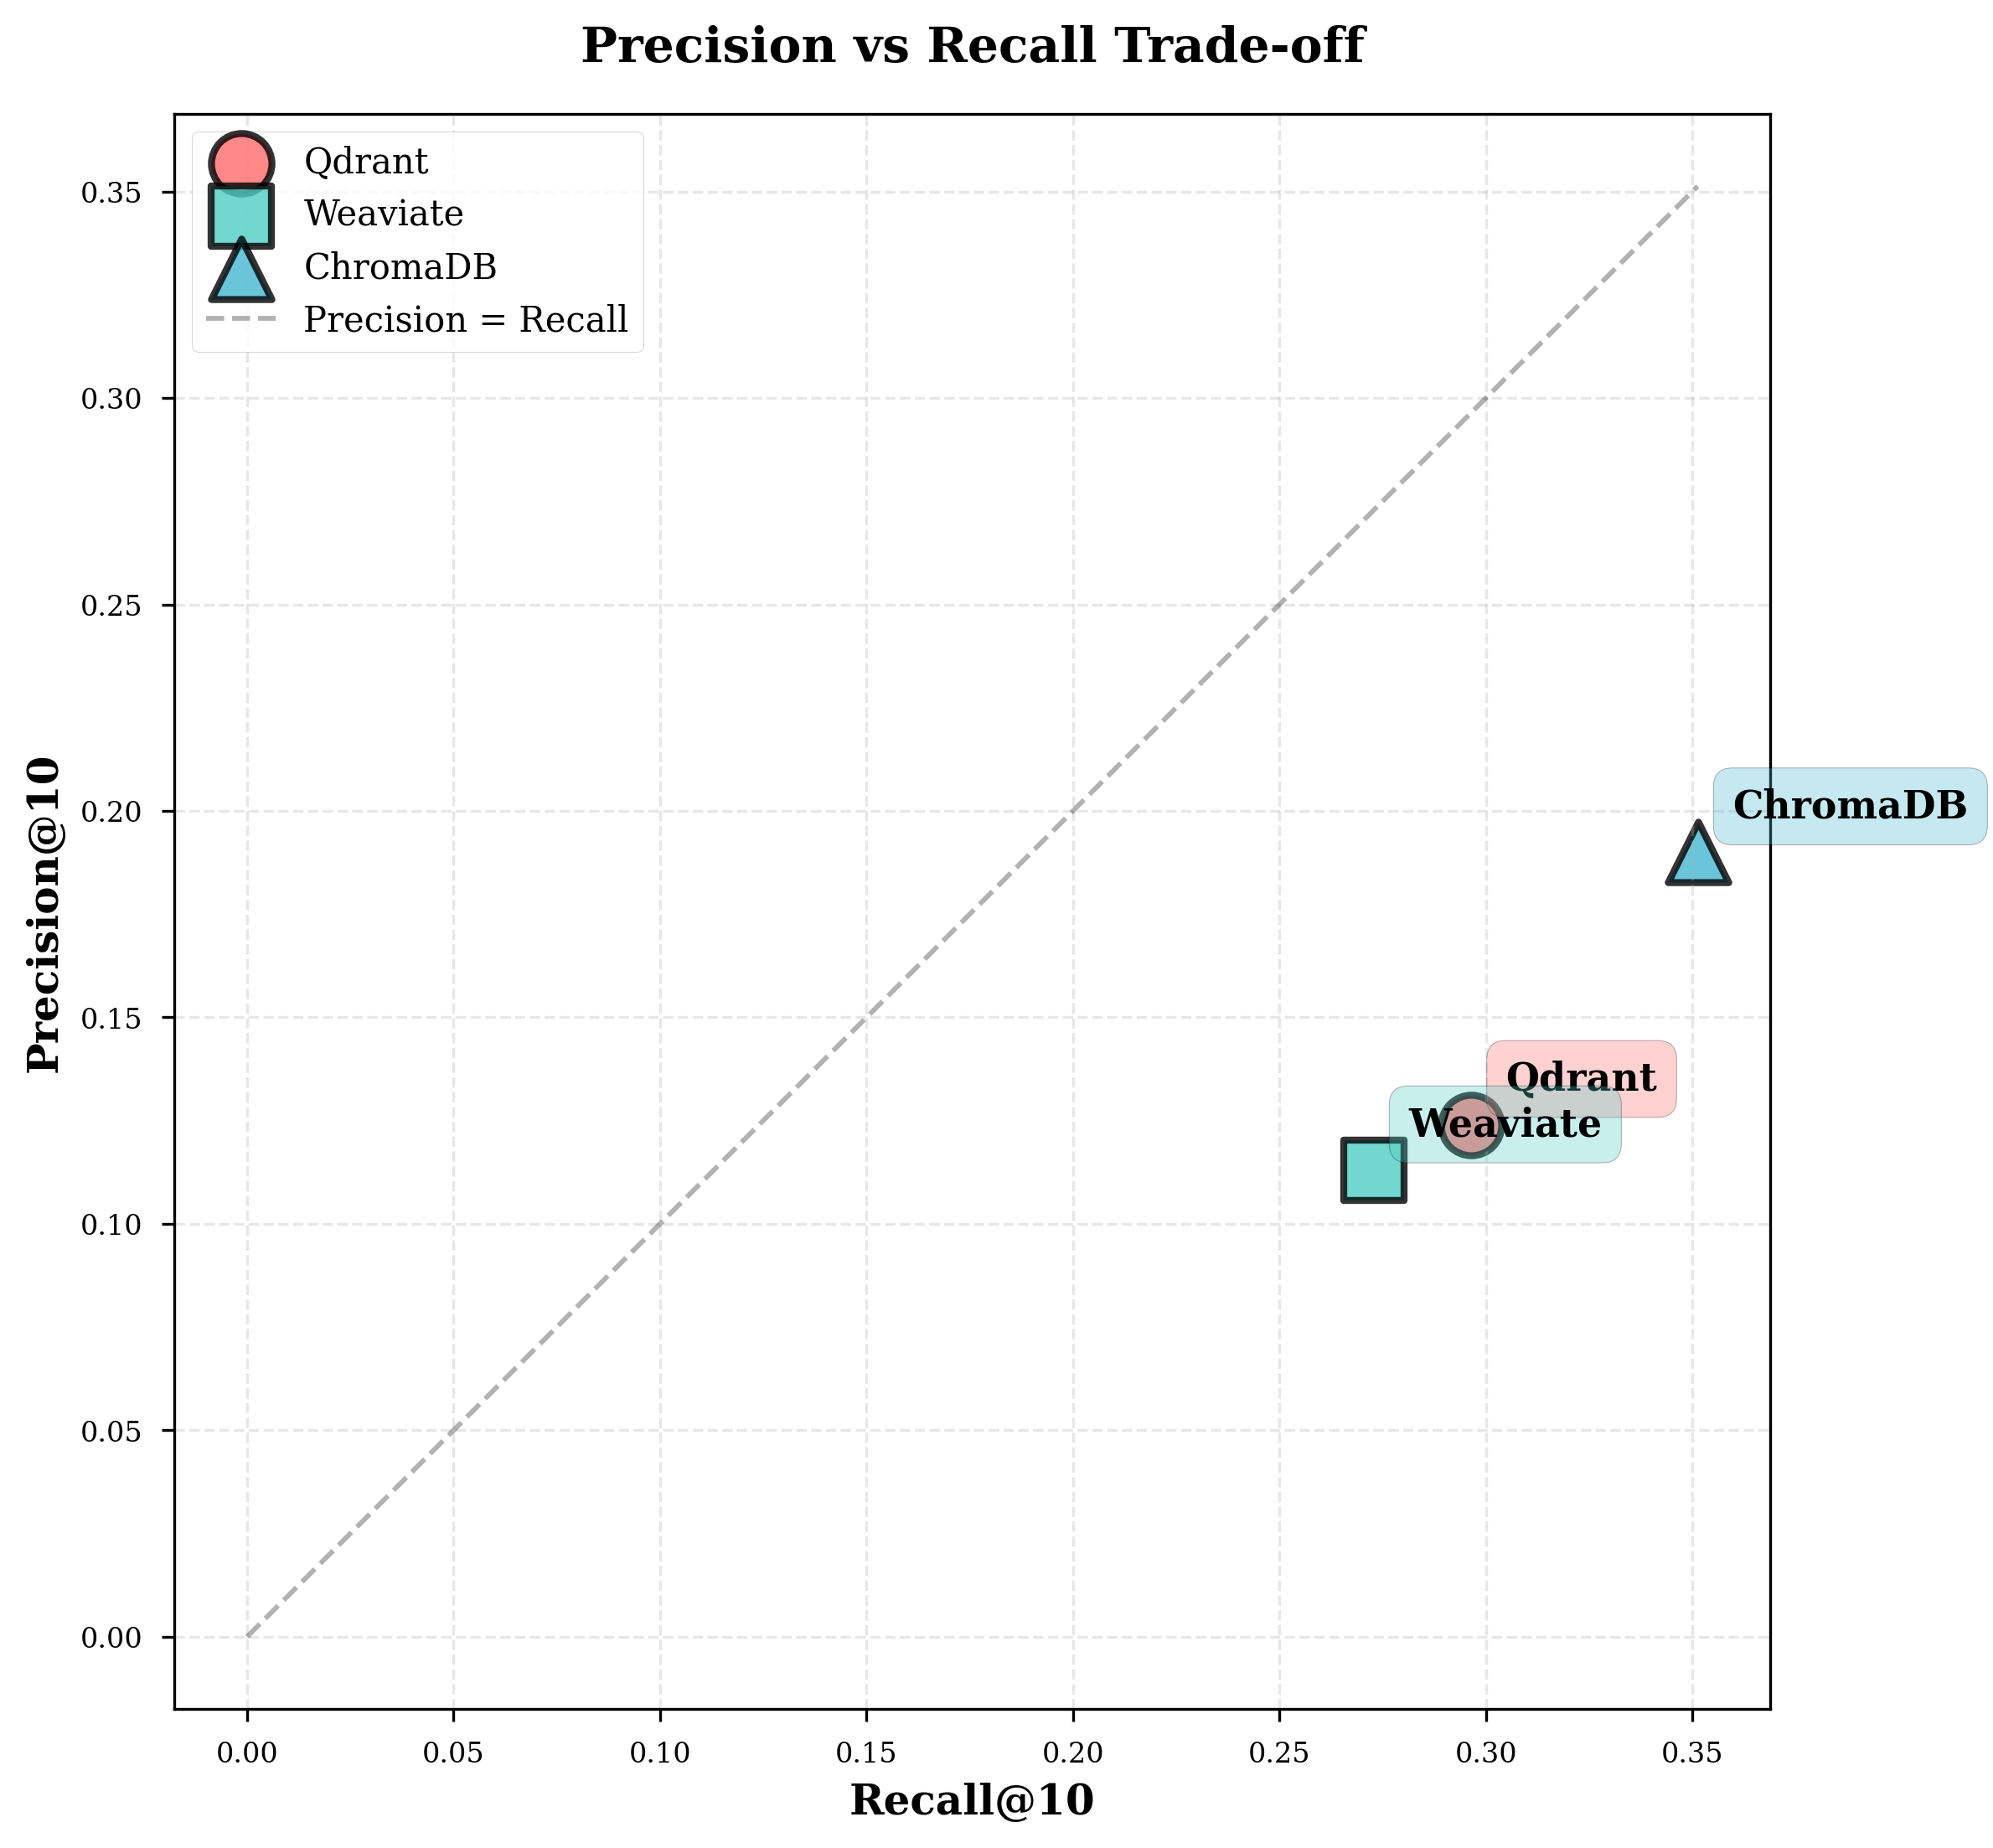 Precision vs Recall Trade-off
Qdrant
Weaviate
ChromaDB
Precision = Recall
0.35
0.30
0.25
0.20
0.15
0.10
0.05
0.00
Precision@10
ChromaDB
Qdrant
Weaviate
0.00 0.05 0.10 0.15 0.20 0.25 0.30 0.35
Recall@10